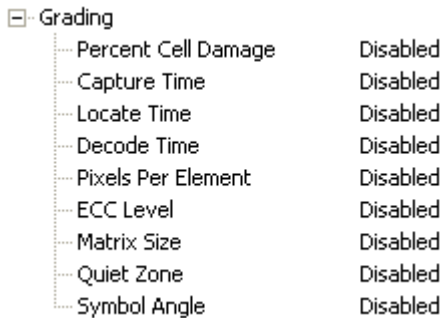 Grading
Percent Cell Damage Disabled
Capture Time Disabled
Locate Time Disabled
Decode Time Disabled
Pixels Per Element Disabled
ECC Level Disabled
Matrix Size Disabled
Quiet Zone Disabled
Symbol Angle Disabled